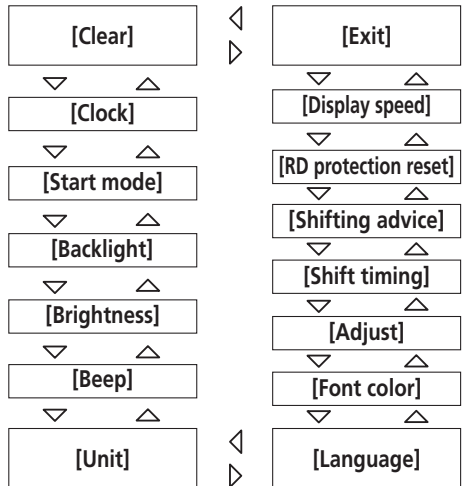 [Clear]
[Clock]
[Start mode]
[Backlight]
[Brightness]
[Beep]
[Unit]
[Exit]
[Display speed]
[RD protection reset]
[Shifting advice]
[Shift timing]
[Adjust]
[Font color]
[Language]